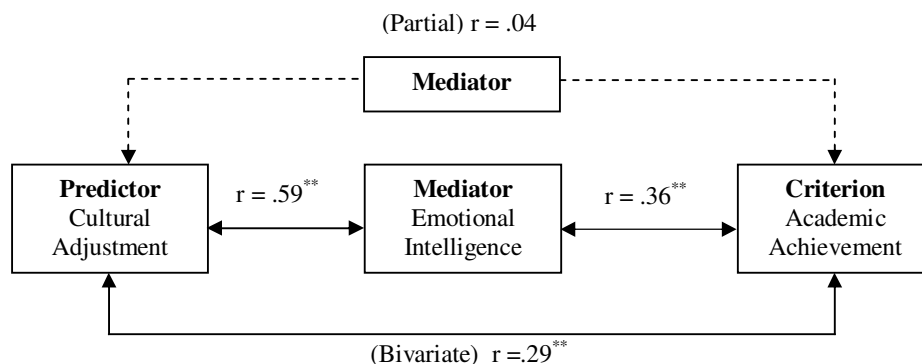 (Partial) r = .04
Mediator
Predictor
Cultural
Adjustment
r = .59**
Mediator
Emotional
Intelligence
r = .36**
Criterion
Academic
Achievement
(Bivariate) r =.29**